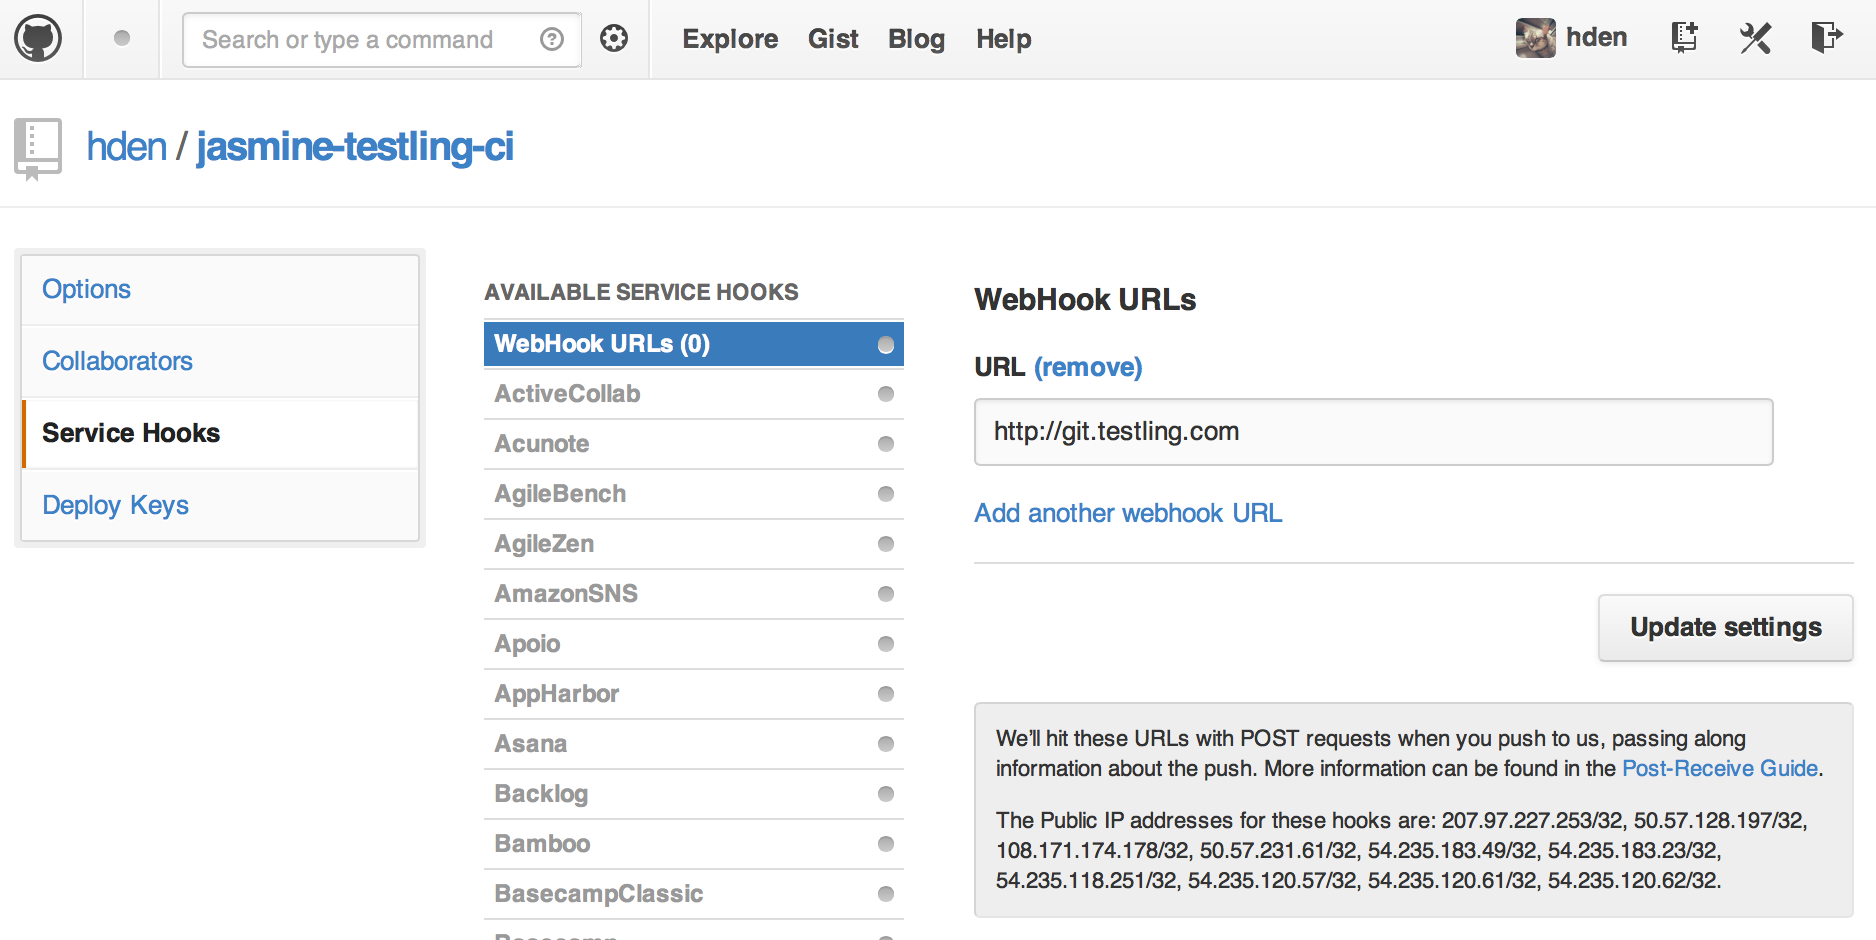 Search or type a command
Explore Gist Blog Help
hden
hden / jasmine-testling-ci
Options
Collaborators
Service Hooks
Deploy Keys
AVAILABLE SERVICE HOOKS
WebHook URLs (0)
ActiveCollab
Acunote
AgileBench
AgileZen
AmazonSNS
Apoio
AppHarbor
Asana
Backlog
Bamboo
BasecampClassic
WebHook URLs
URL (remove)
http://git.testling.com
Add another webhook URL
Update settings
We'll hit these URLs with POST requests when you push to us, passing along
information about the push. More information can be found in the Post-Receive Guide.
The Public IP addresses for these hooks are: 207.97.227.253/32, 50.57.128.197/32,
108.171.174.178/32, 50.57.231.61/32, 54.235.183.49/32, 54.235.183.23/32,
54.235.118.251/32, 54.235.120.57/32, 54.235.120.61/32, 54.235.120.62/32.